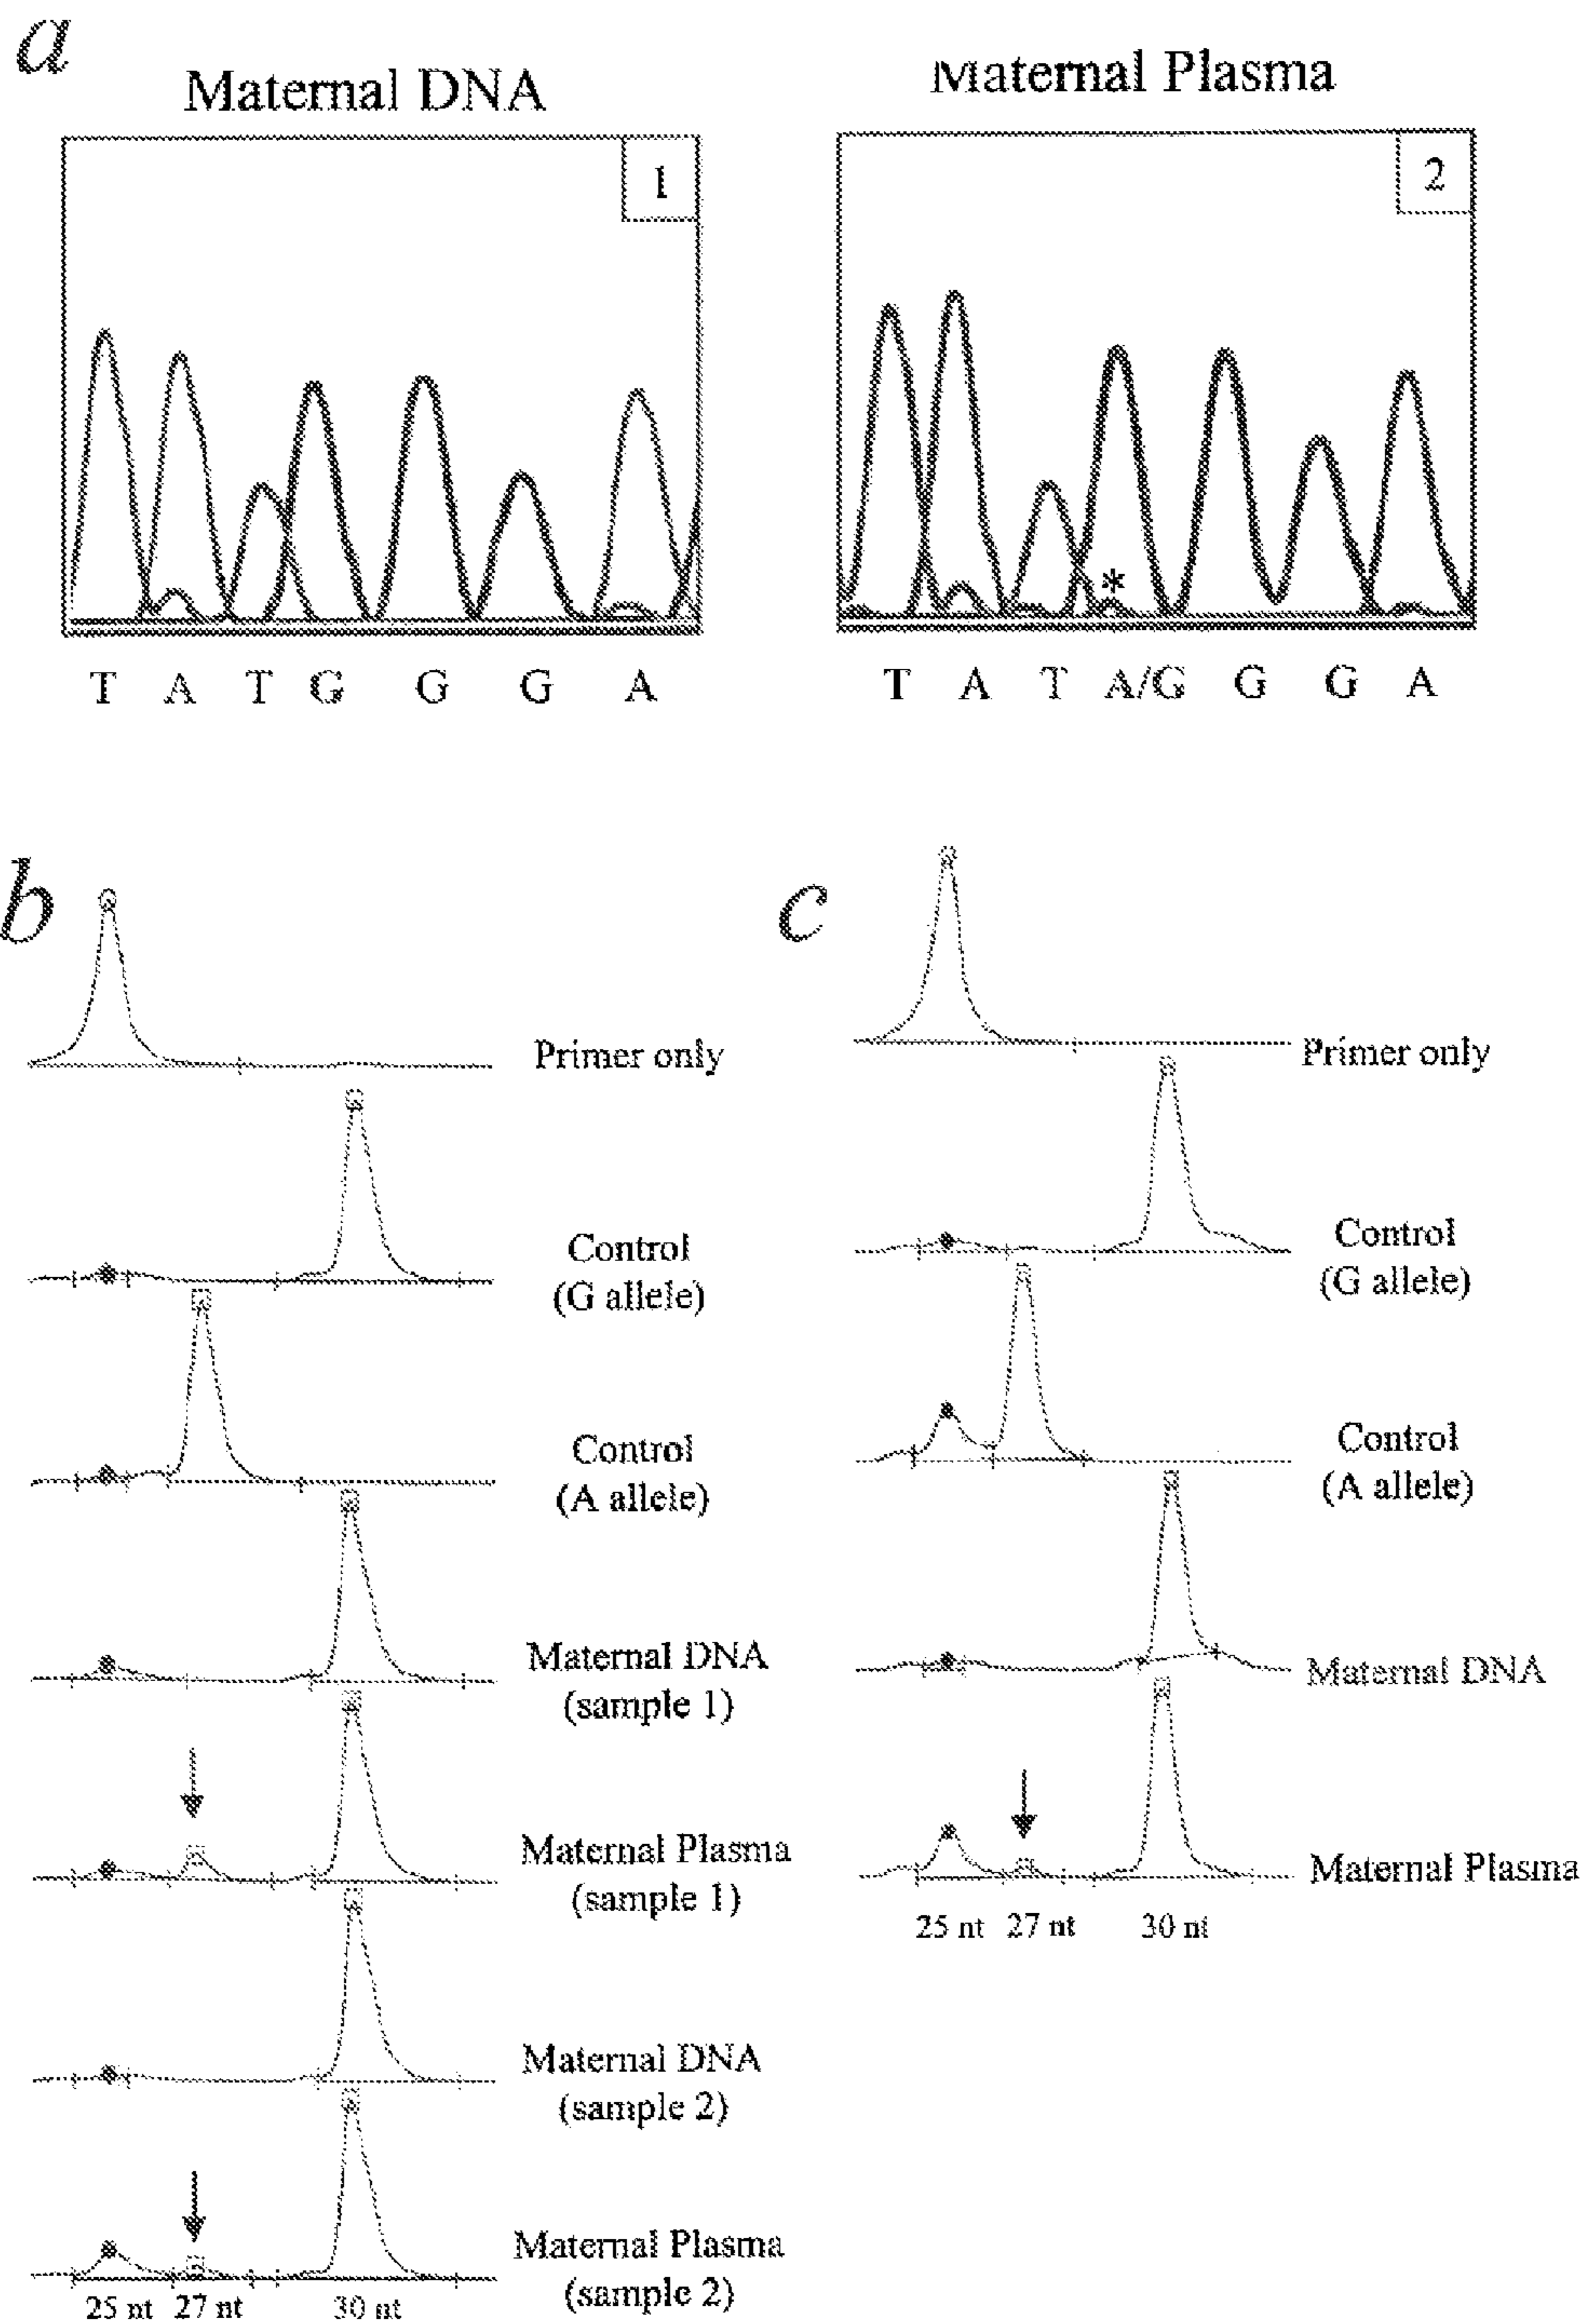 a
Maternal DNA
Maternal Plasma
1
2
*
T A T G G G A
T A T A/G G G A
b
Primer only
Control
(G allele)
Control
(A allele)
Maternal DNA
(sample 1)
Maternal Plasma
(sample 1)
Maternal DNA
(sample 2)
Maternal Plasma
(sample 2)
25 nt 27 nt 30 nt
c
Primer only
Control
(G allele)
Control
(A allele)
Maternal DNA
Maternal Plasma
25 nt 27 nt 30 nt